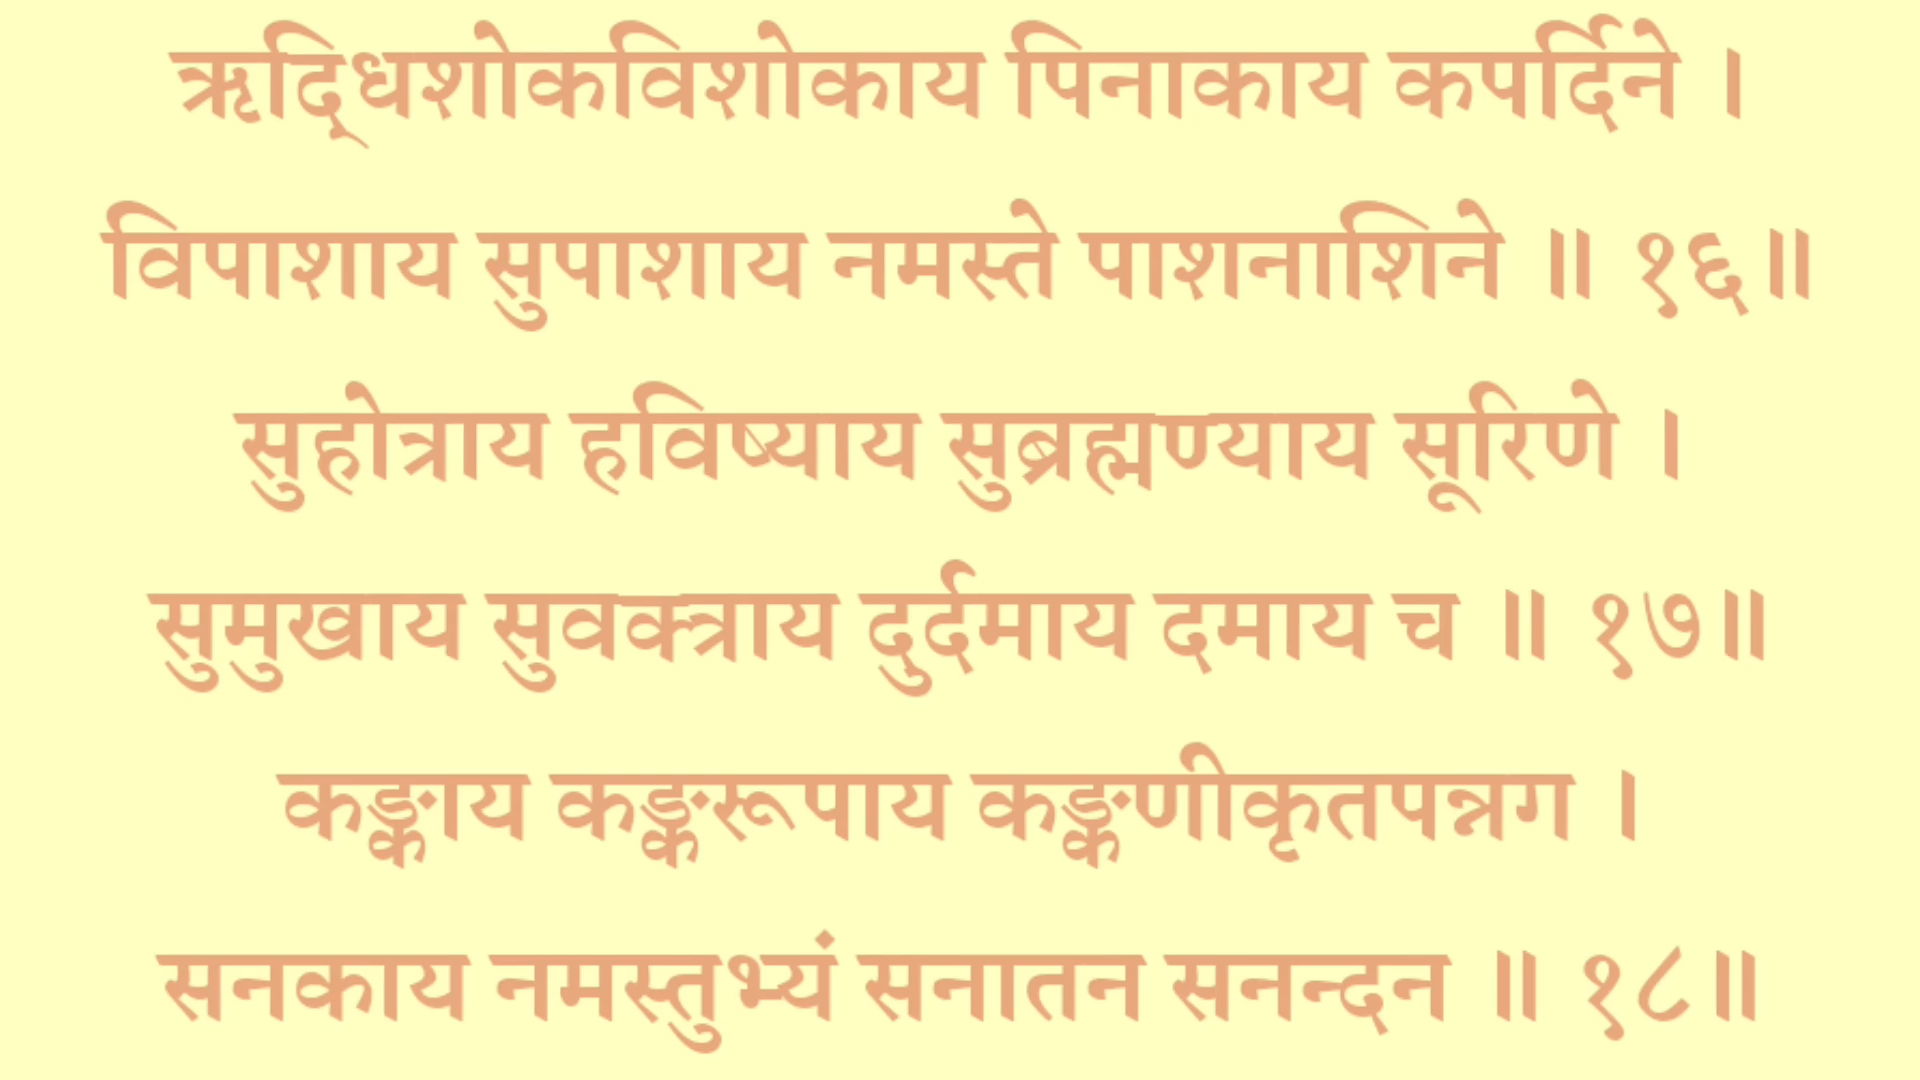 ऋद्धिशोकविशोकाय पिनाकाय कपर्दिने ।
विपाशाय सुपाशाय नमस्ते पाशनाशिने ॥ १६॥
सुहोत्राय हविष्याय सुब्रह्मण्याय सूरिणे ।
सुमुखाय सुवक्त्राय दुर्दमाय दमाय च ॥ १७॥
कङ्काय कङ्करूपाय कङ्कणीकृतपन्नग ।
सनकाय नमस्तुभ्यं सनातन सनन्दन ॥ १८॥